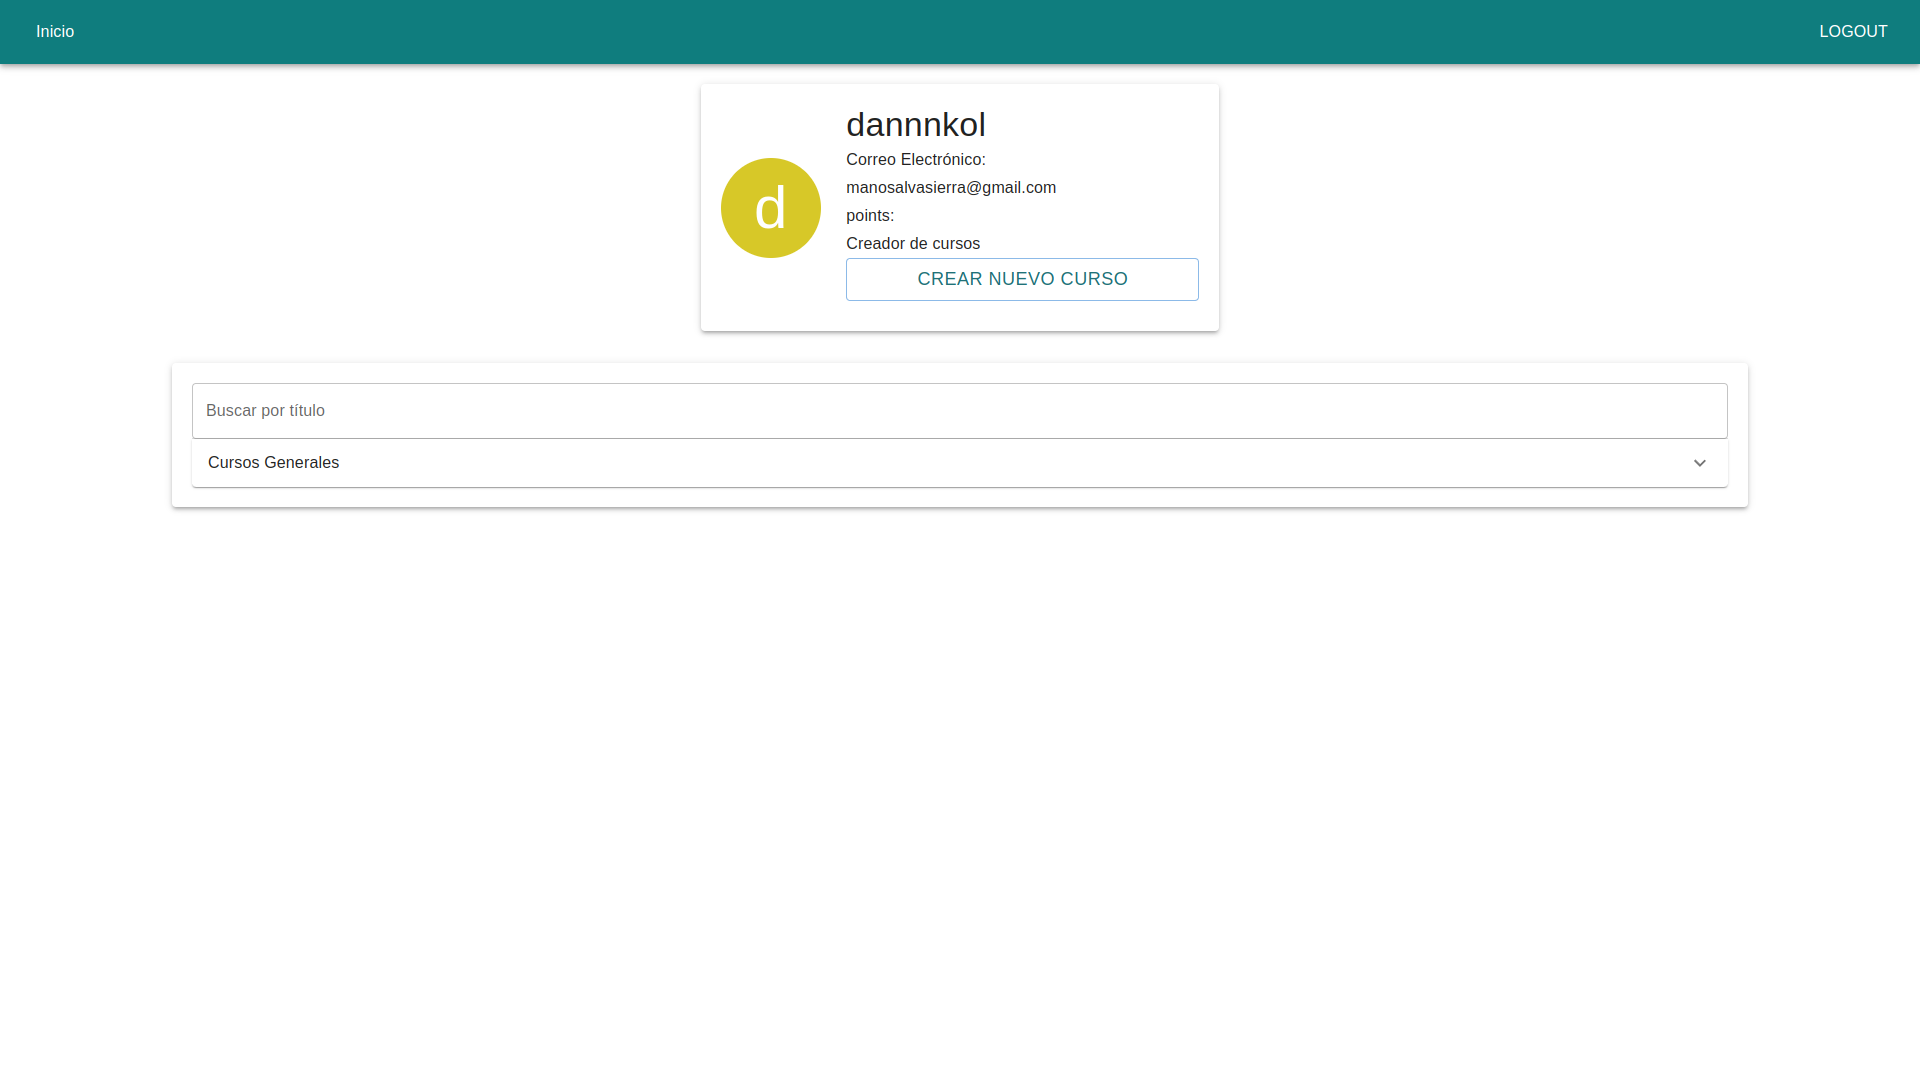 Inicio
LOGOUT
d
dannnkol
Correo Electrónico:
manosalvasierra@gmail.com
points:
Creador de cursos
CREAR NUEVO CURSO
Buscar por título
Cursos Generales